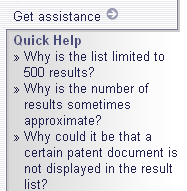 Get assistance
Quick Help
» Why is the list limited to
500 results?
» Why is the number of
results sometimes
approximate?
» Why could it be that a
certain patent document is
not displayed in the result
list?